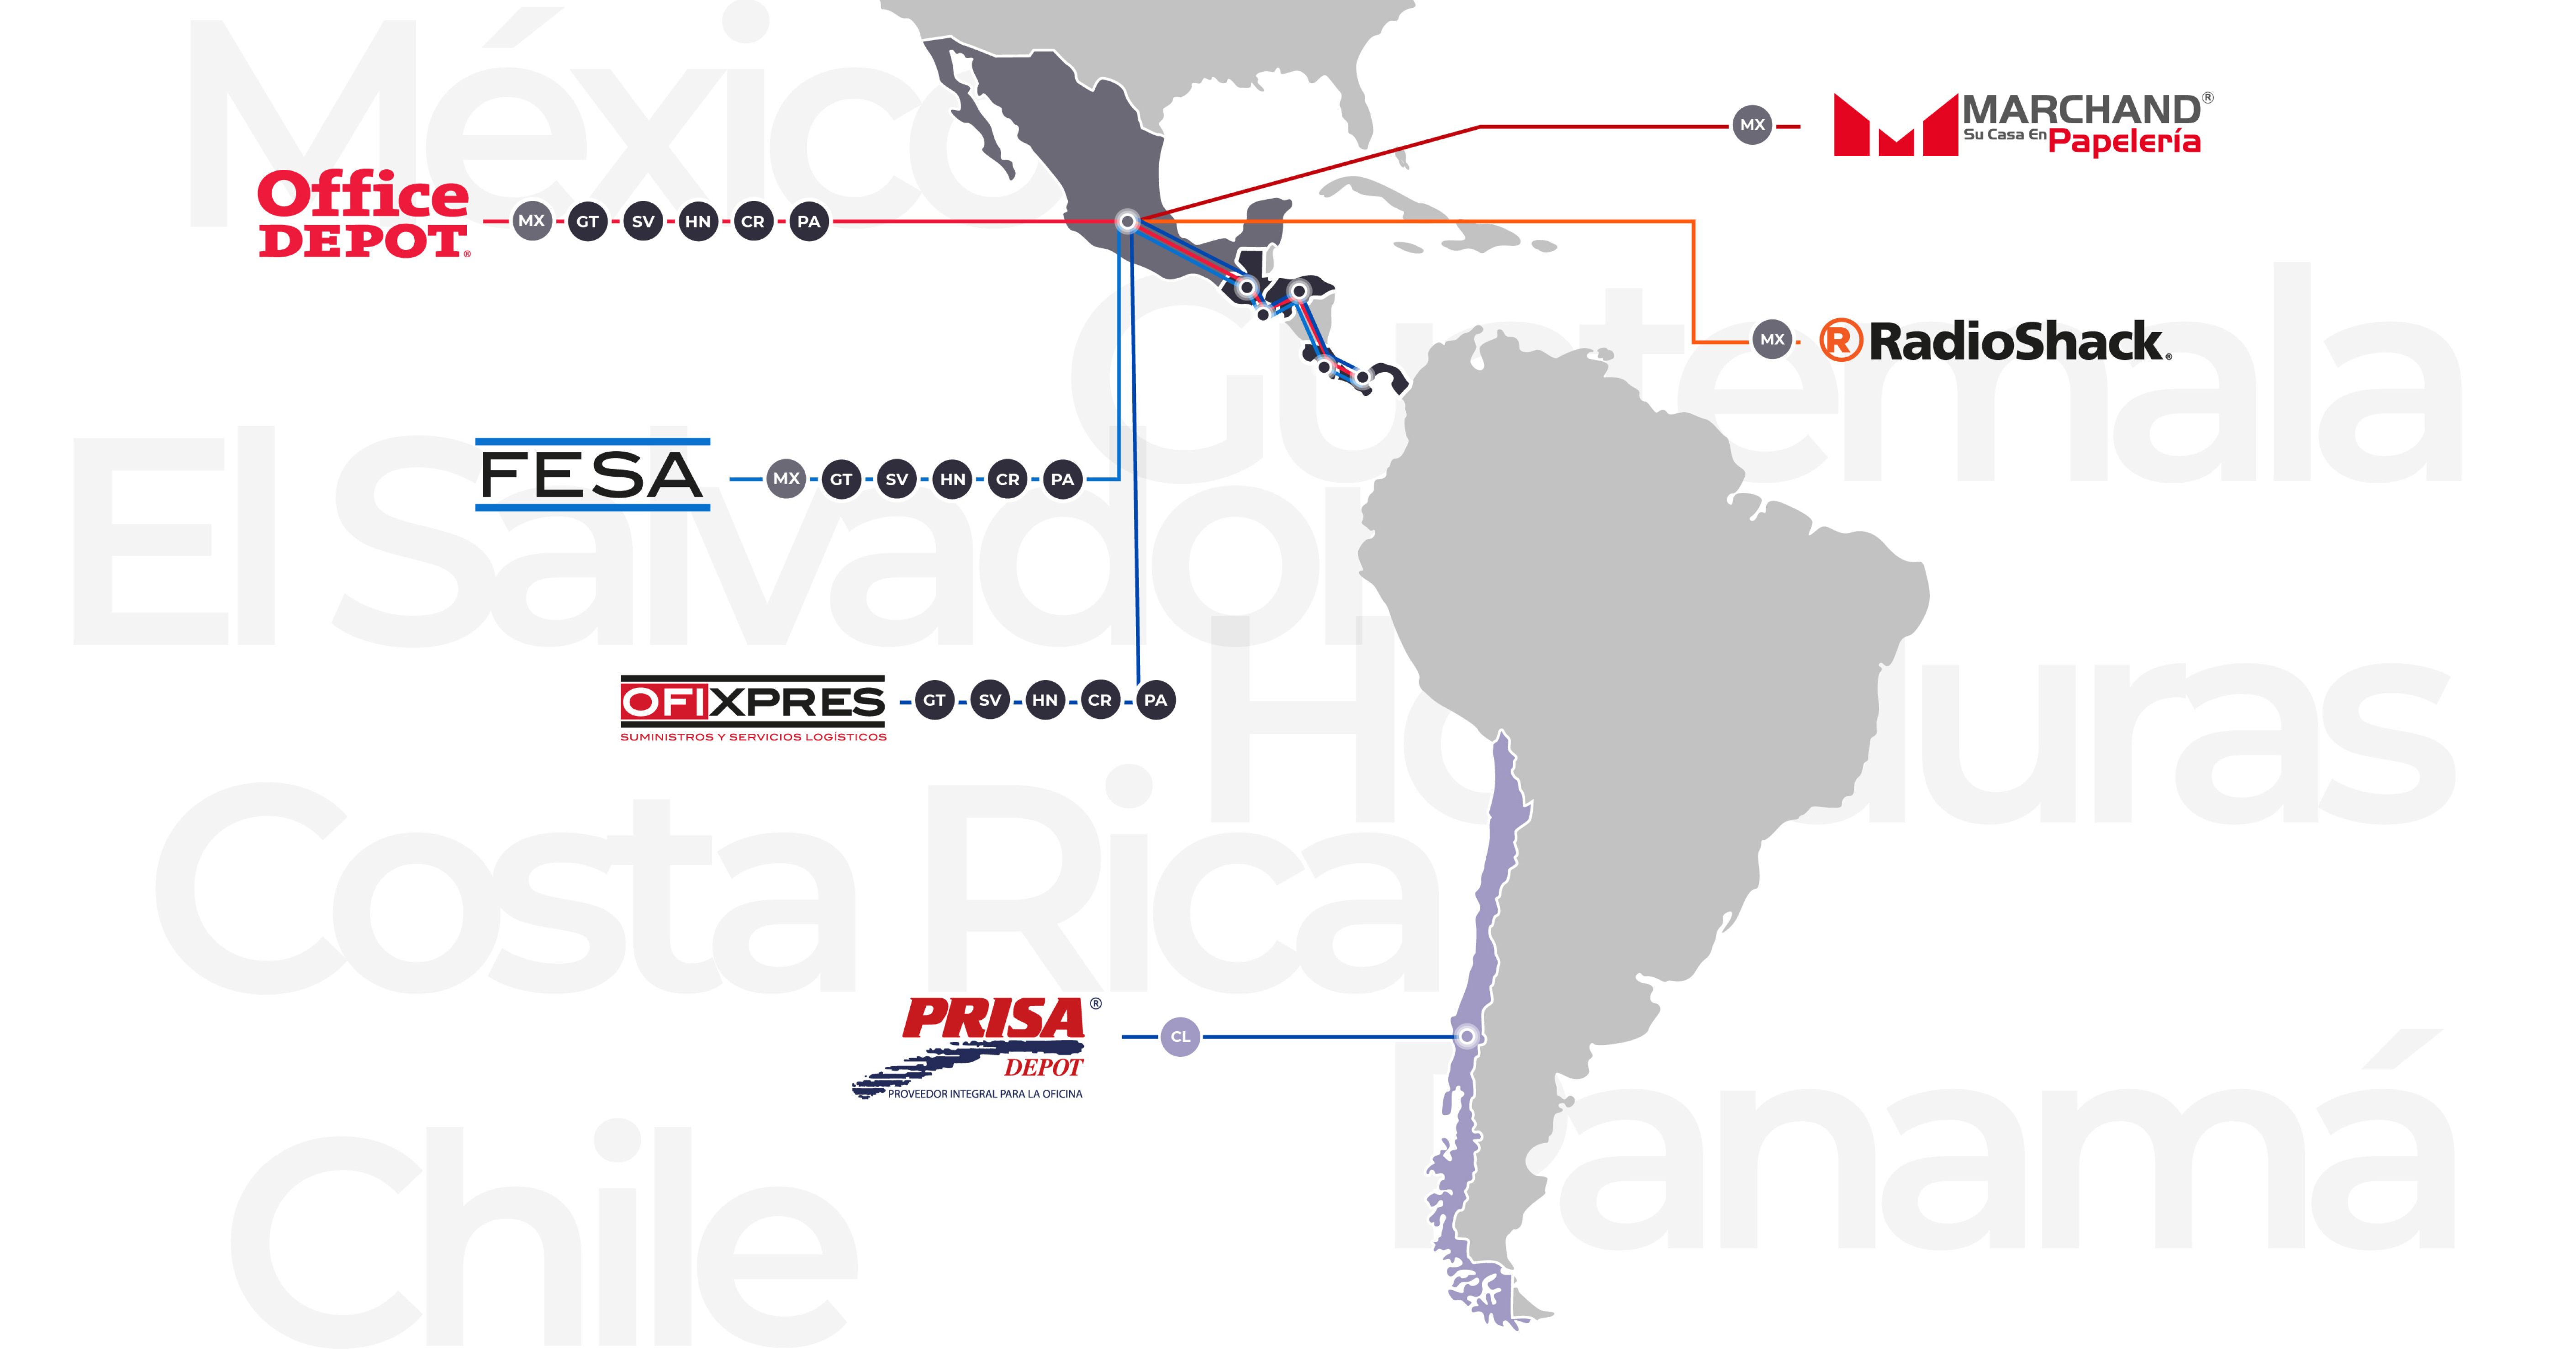 México
MARCHAND®
Su Casa En Papelería
Office
DEPOT®
MX GT SV HN CR PA
MX
Guatemala
MX
® RadioShack®
El Salvador
FESA
MX GT SV HN CR PA
Honduras
OFIXPRES
SUMINISTROS Y SERVICIOS LOGÍSTICOS
GT SV HN CR PA
Costa Rica
PRISA®
DEPOT
PROVEEDOR INTEGRAL PARA LA OFICINA
CL
Panamá
Chile